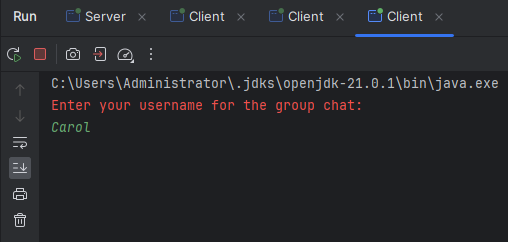 Run Server Client Client Client
C:\Users\Administrator\.jdks\openjdk-21.0.1\bin\java.exe
Enter your username for the group chat:
Carol